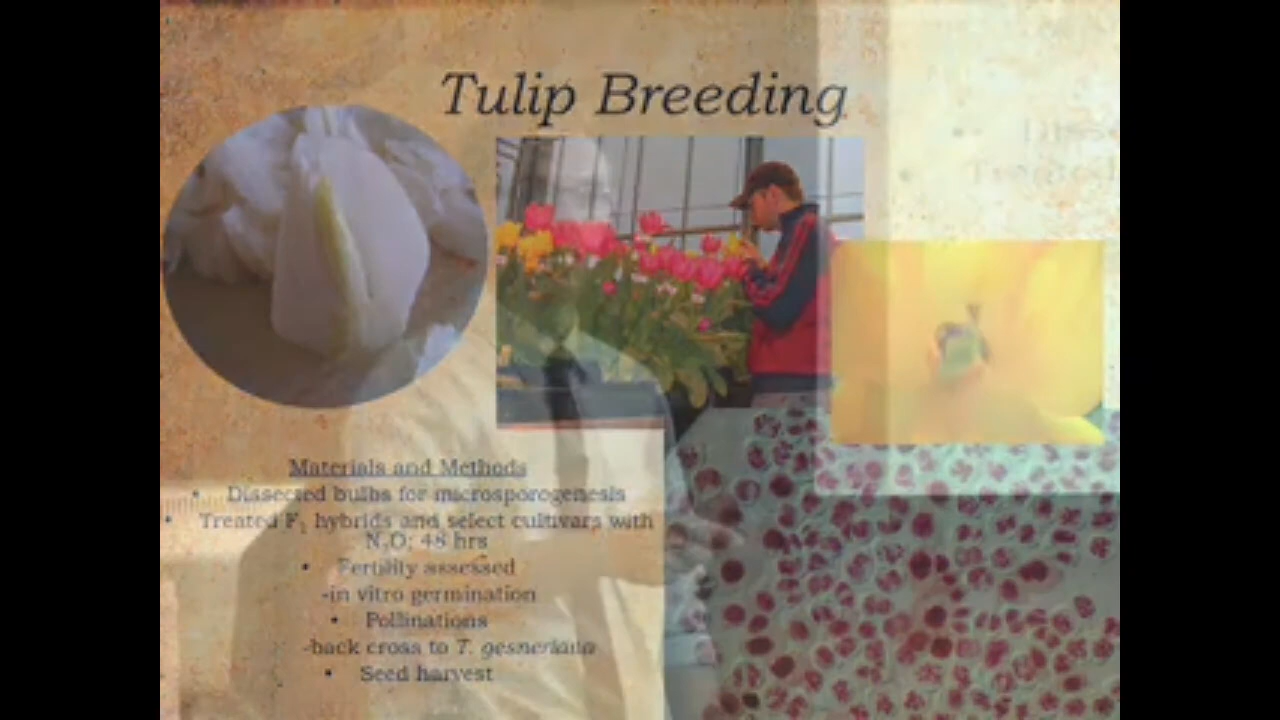 Tulip Breeding
Materials and Methods
• Dissected bulbs for microsporogenesis
• Treated F₁ hybrids and select cultivars with
N₂O; 48 hrs
• Fertility assessed
-in vitro germination
• Pollinations
-back cross to T. gesneriana
• Seed harvest